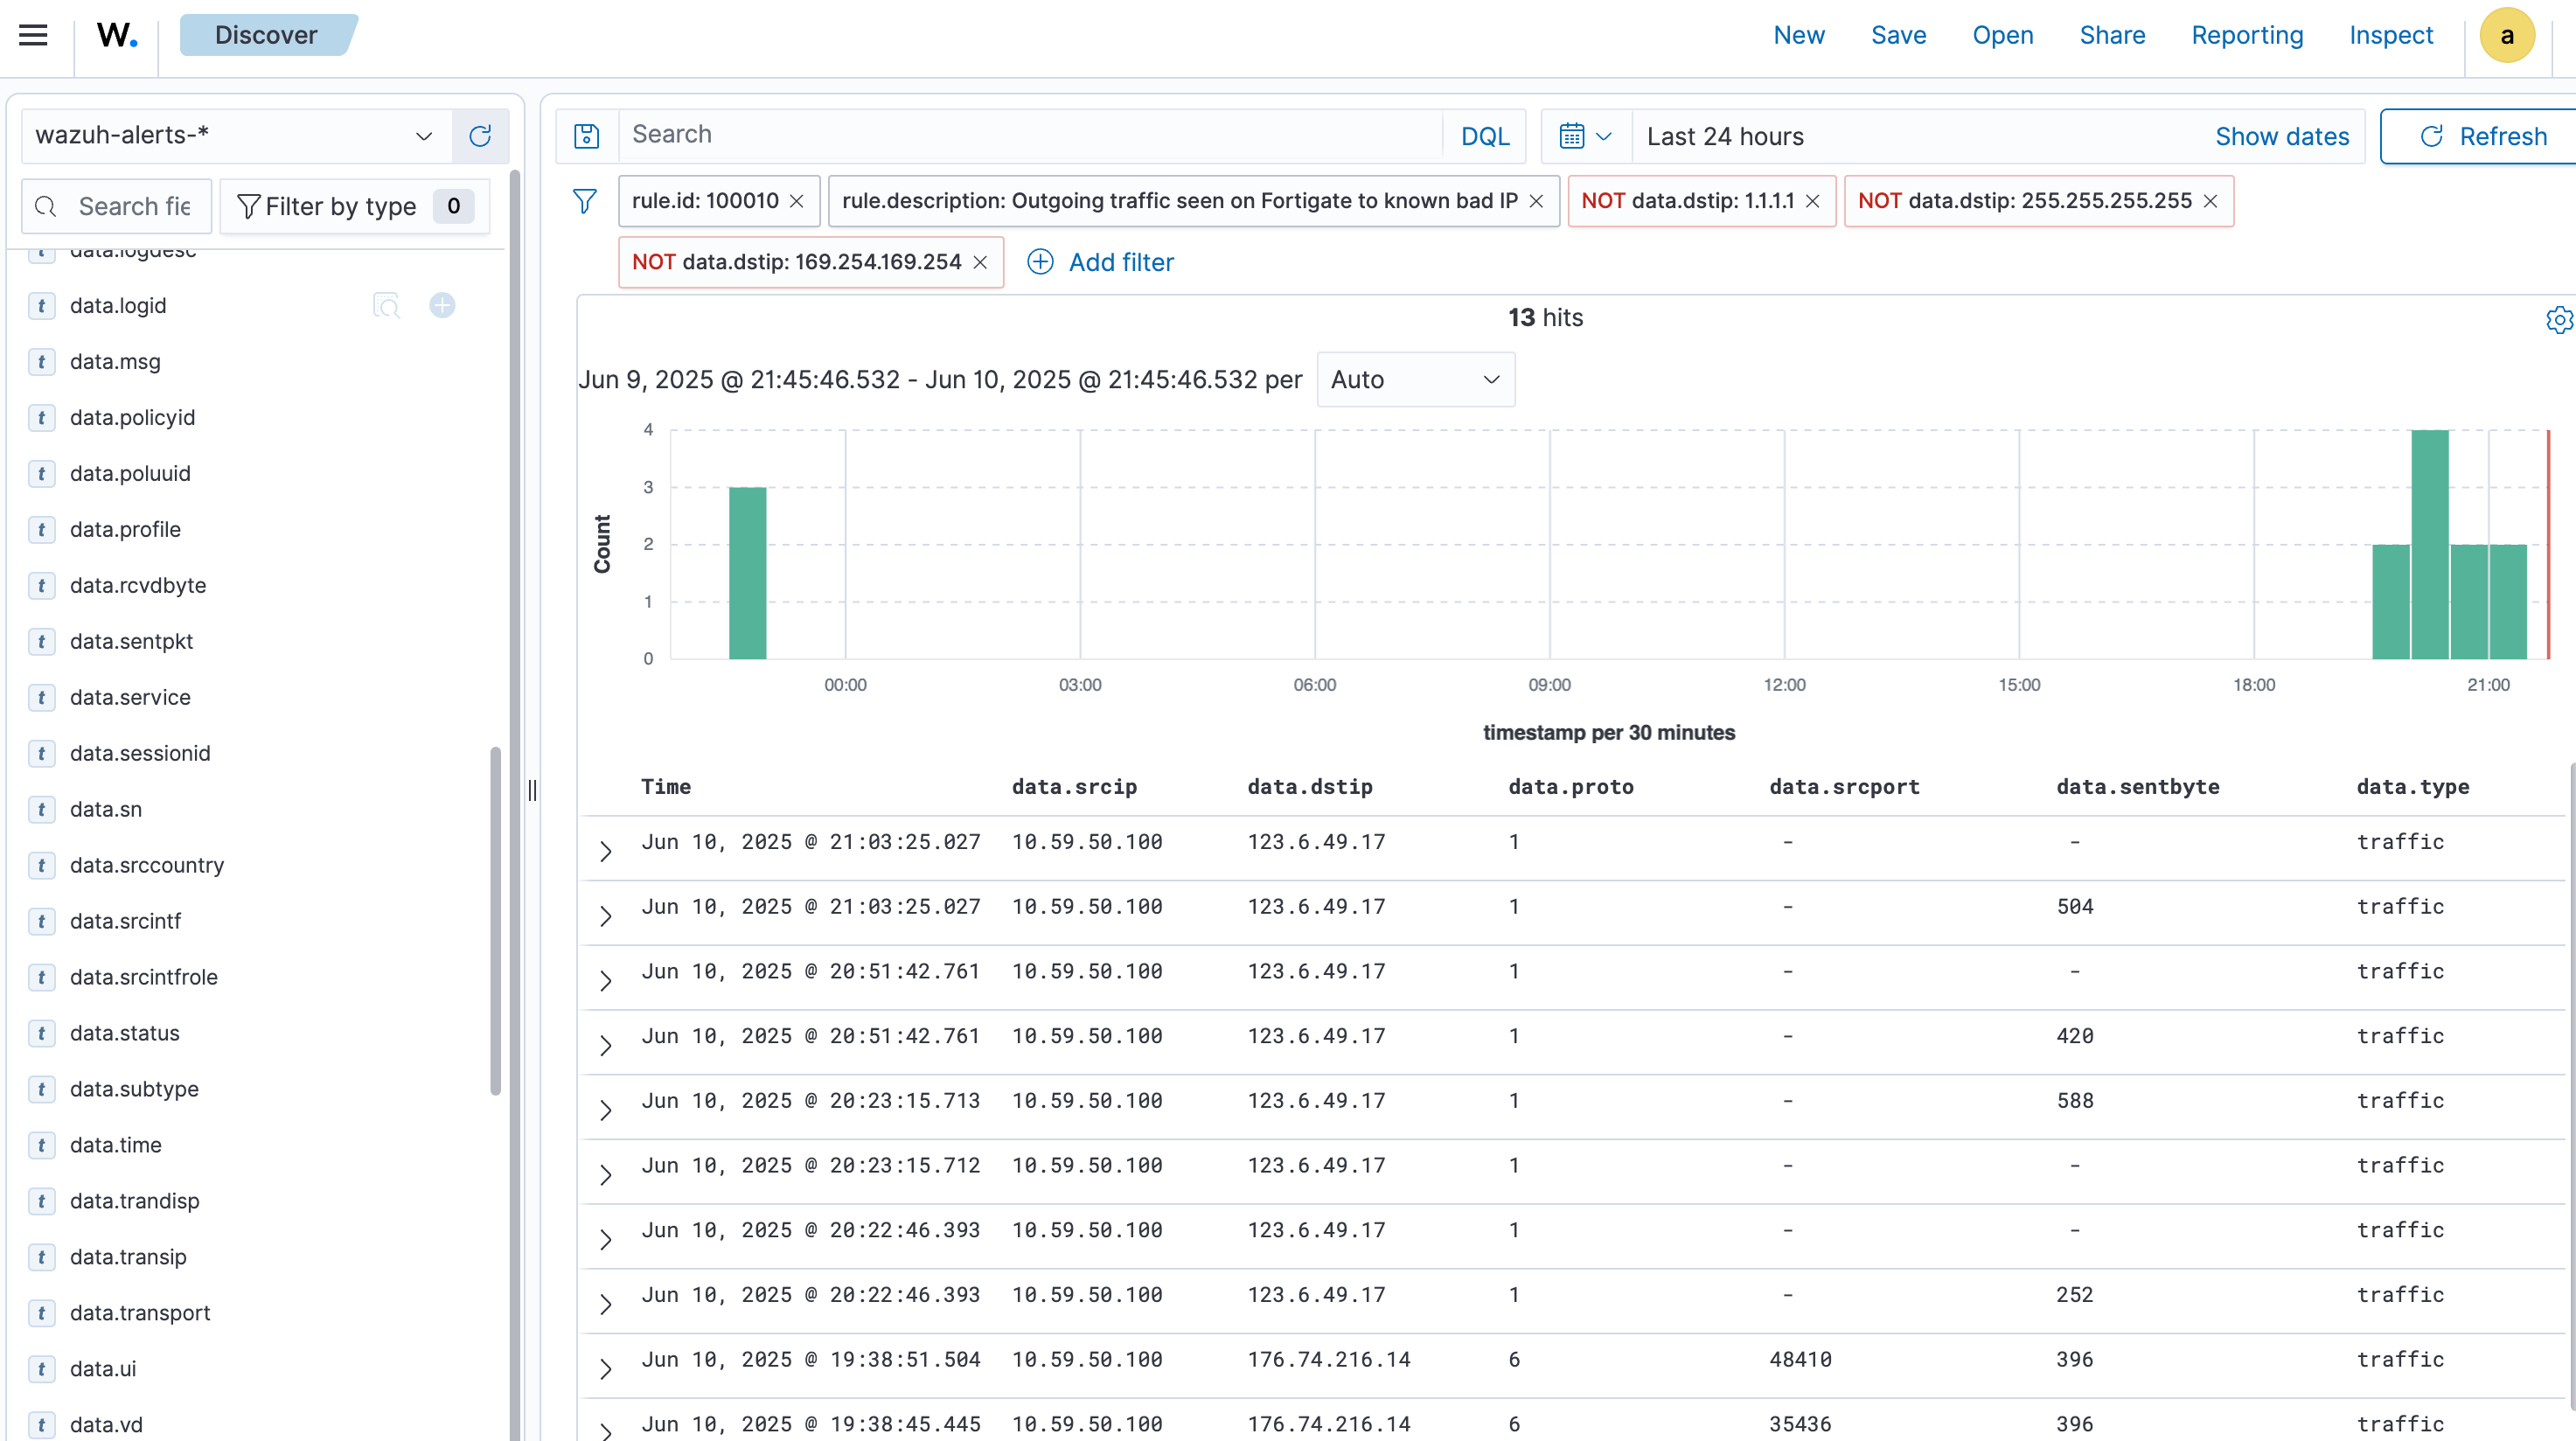 W.
Discover
New Save Open Share Reporting Inspect a
wazuh-alerts-*
Search DQL Last 24 hours Show dates Refresh
Search fie Filter by type 0
rule.id: 100010 rule.description: Outgoing traffic seen on Fortigate to known bad IP NOT data.dstip: 1.1.1.1 NOT data.dstip: 255.255.255.255
NOT data.dstip: 169.254.169.254 Add filter
t data.logdesc
t data.logid
t data.msg
t data.policyid
t data.poluuid
t data.profile
t data.rcvdbyte
t data.sentpkt
t data.service
t data.sessionid
t data.sn
t data.srccountry
t data.srcintf
t data.srcintfrole
t data.status
t data.subtype
t data.time
t data.trandisp
t data.transip
t data.transport
t data.ui
t data.vd
13 hits
Jun 9, 2025 @ 21:45:46.532 - Jun 10, 2025 @ 21:45:46.532 per Auto
Count
4
3
2
1
0
00:00 03:00 06:00 09:00 12:00 15:00 18:00 21:00
timestamp per 30 minutes
Time data.srcip data.dstip data.proto data.srcport data.sentbyte data.type
Jun 10, 2025 @ 21:03:25.027 10.59.50.100 123.6.49.17 1 - - traffic
Jun 10, 2025 @ 21:03:25.027 10.59.50.100 123.6.49.17 1 - 504 traffic
Jun 10, 2025 @ 20:51:42.761 10.59.50.100 123.6.49.17 1 - - traffic
Jun 10, 2025 @ 20:51:42.761 10.59.50.100 123.6.49.17 1 - 420 traffic
Jun 10, 2025 @ 20:23:15.713 10.59.50.100 123.6.49.17 1 - 588 traffic
Jun 10, 2025 @ 20:23:15.712 10.59.50.100 123.6.49.17 1 - - traffic
Jun 10, 2025 @ 20:22:46.393 10.59.50.100 123.6.49.17 1 - - traffic
Jun 10, 2025 @ 20:22:46.393 10.59.50.100 123.6.49.17 1 - 252 traffic
Jun 10, 2025 @ 19:38:51.504 10.59.50.100 176.74.216.14 6 48410 396 traffic
Jun 10, 2025 @ 19:38:45.445 10.59.50.100 176.74.216.14 6 35436 396 traffic